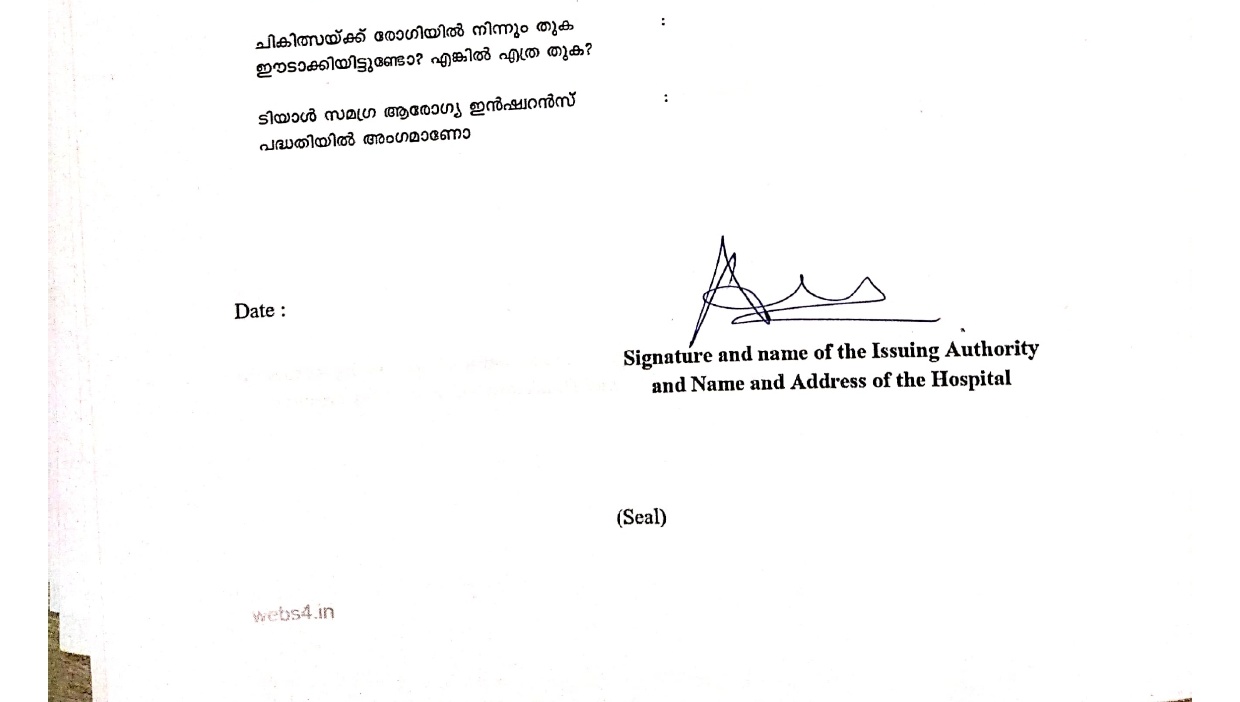 ചികിത്സയ്ക്ക് രോഗിയിൽ നിന്നും തുക :
ഈടാക്കിയിട്ടുണ്ടോ? എങ്കിൽ എത്ര തുക?
ടിയാൾ സമഗ്ര ആരോഗ്യ ഇൻഷ്വറൻസ് :
പദ്ധതിയിൽ അംഗമാണോ
Date :
Signature and name of the Issuing Authority
and Name and Address of the Hospital
(Seal)
webs4.in